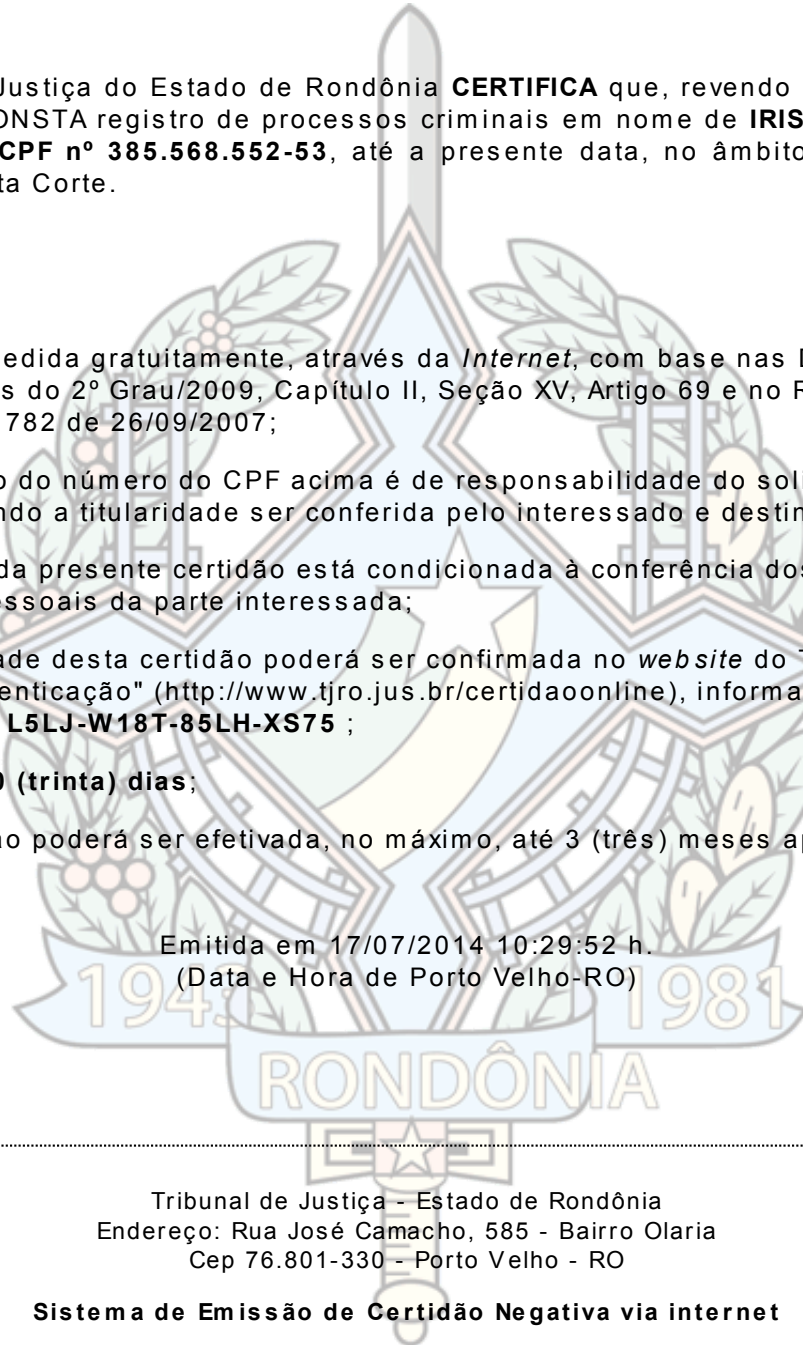 Justiça do Estado de Rondônia CERTIFICA que, revendo
ONSTA registro de processos criminais em nome de IRIS
CPF nº 385.568.552-53, até a presente data, no âmbito
ta Corte.
edida gratuitamente, através da Internet, com base nas D
s do 2º Grau/2009, Capítulo II, Seção XV, Artigo 69 e no R
782 de 26/09/2007;
o do número do CPF acima é de responsabilidade do soli
ndo a titularidade ser conferida pelo interessado e destin
da presente certidão está condicionada à conferência dos
essoais da parte interessada;
ade desta certidão poderá ser confirmada no website do T
enticação" (http://www.tjro.jus.br/certidaoonline), informa
L5LJ-W18T-85LH-XS75 ;
0 (trinta) dias;
ão poderá ser efetivada, no máximo, até 3 (três) meses ap
Emitida em 17/07/2014 10:29:52 h.
(Data e Hora de Porto Velho-RO)
1943 1981
RONDÔNIA
Tribunal de Justiça - Estado de Rondônia
Endereço: Rua José Camacho, 585 - Bairro Olaria
Cep 76.801-330 - Porto Velho - RO
Sistema de Emissão de Certidão Negativa via internet